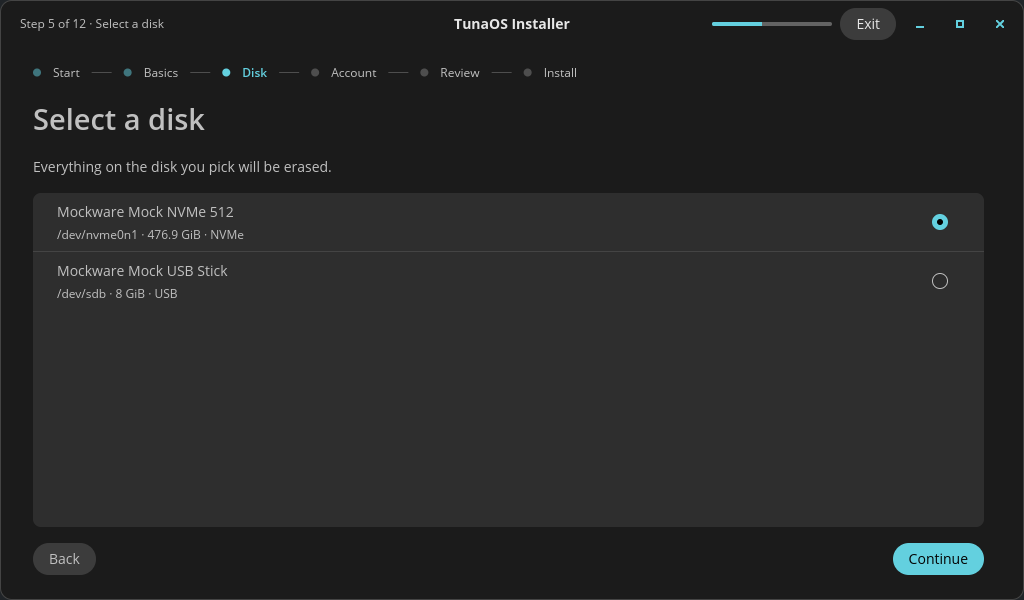 Step 5 of 12 · Select a disk
TunaOS Installer
Exit
Start
Basics
Disk
Account
Review
Install
Select a disk
Everything on the disk you pick will be erased.
Mockware Mock NVMe 512
/dev/nvme0n1 · 476.9 GiB · NVMe
Mockware Mock USB Stick
/dev/sdb · 8 GiB · USB
Back
Continue